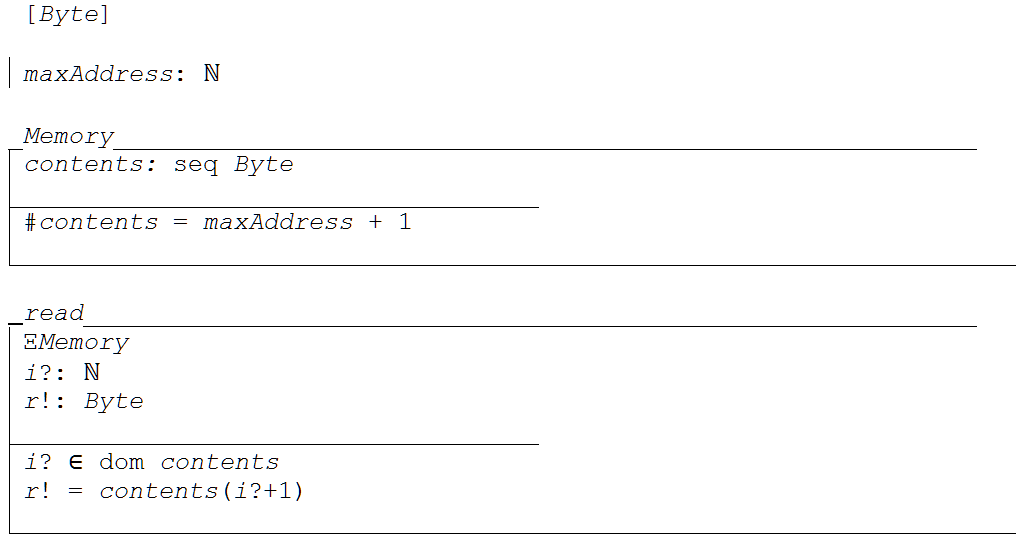 [Byte]
maxAddress: ℕ
Memory
contents: seq Byte
#contents = maxAddress + 1
read
ΞMemory
i?: ℕ
r!: Byte
i? ∈ dom contents
r! = contents(i?+1)